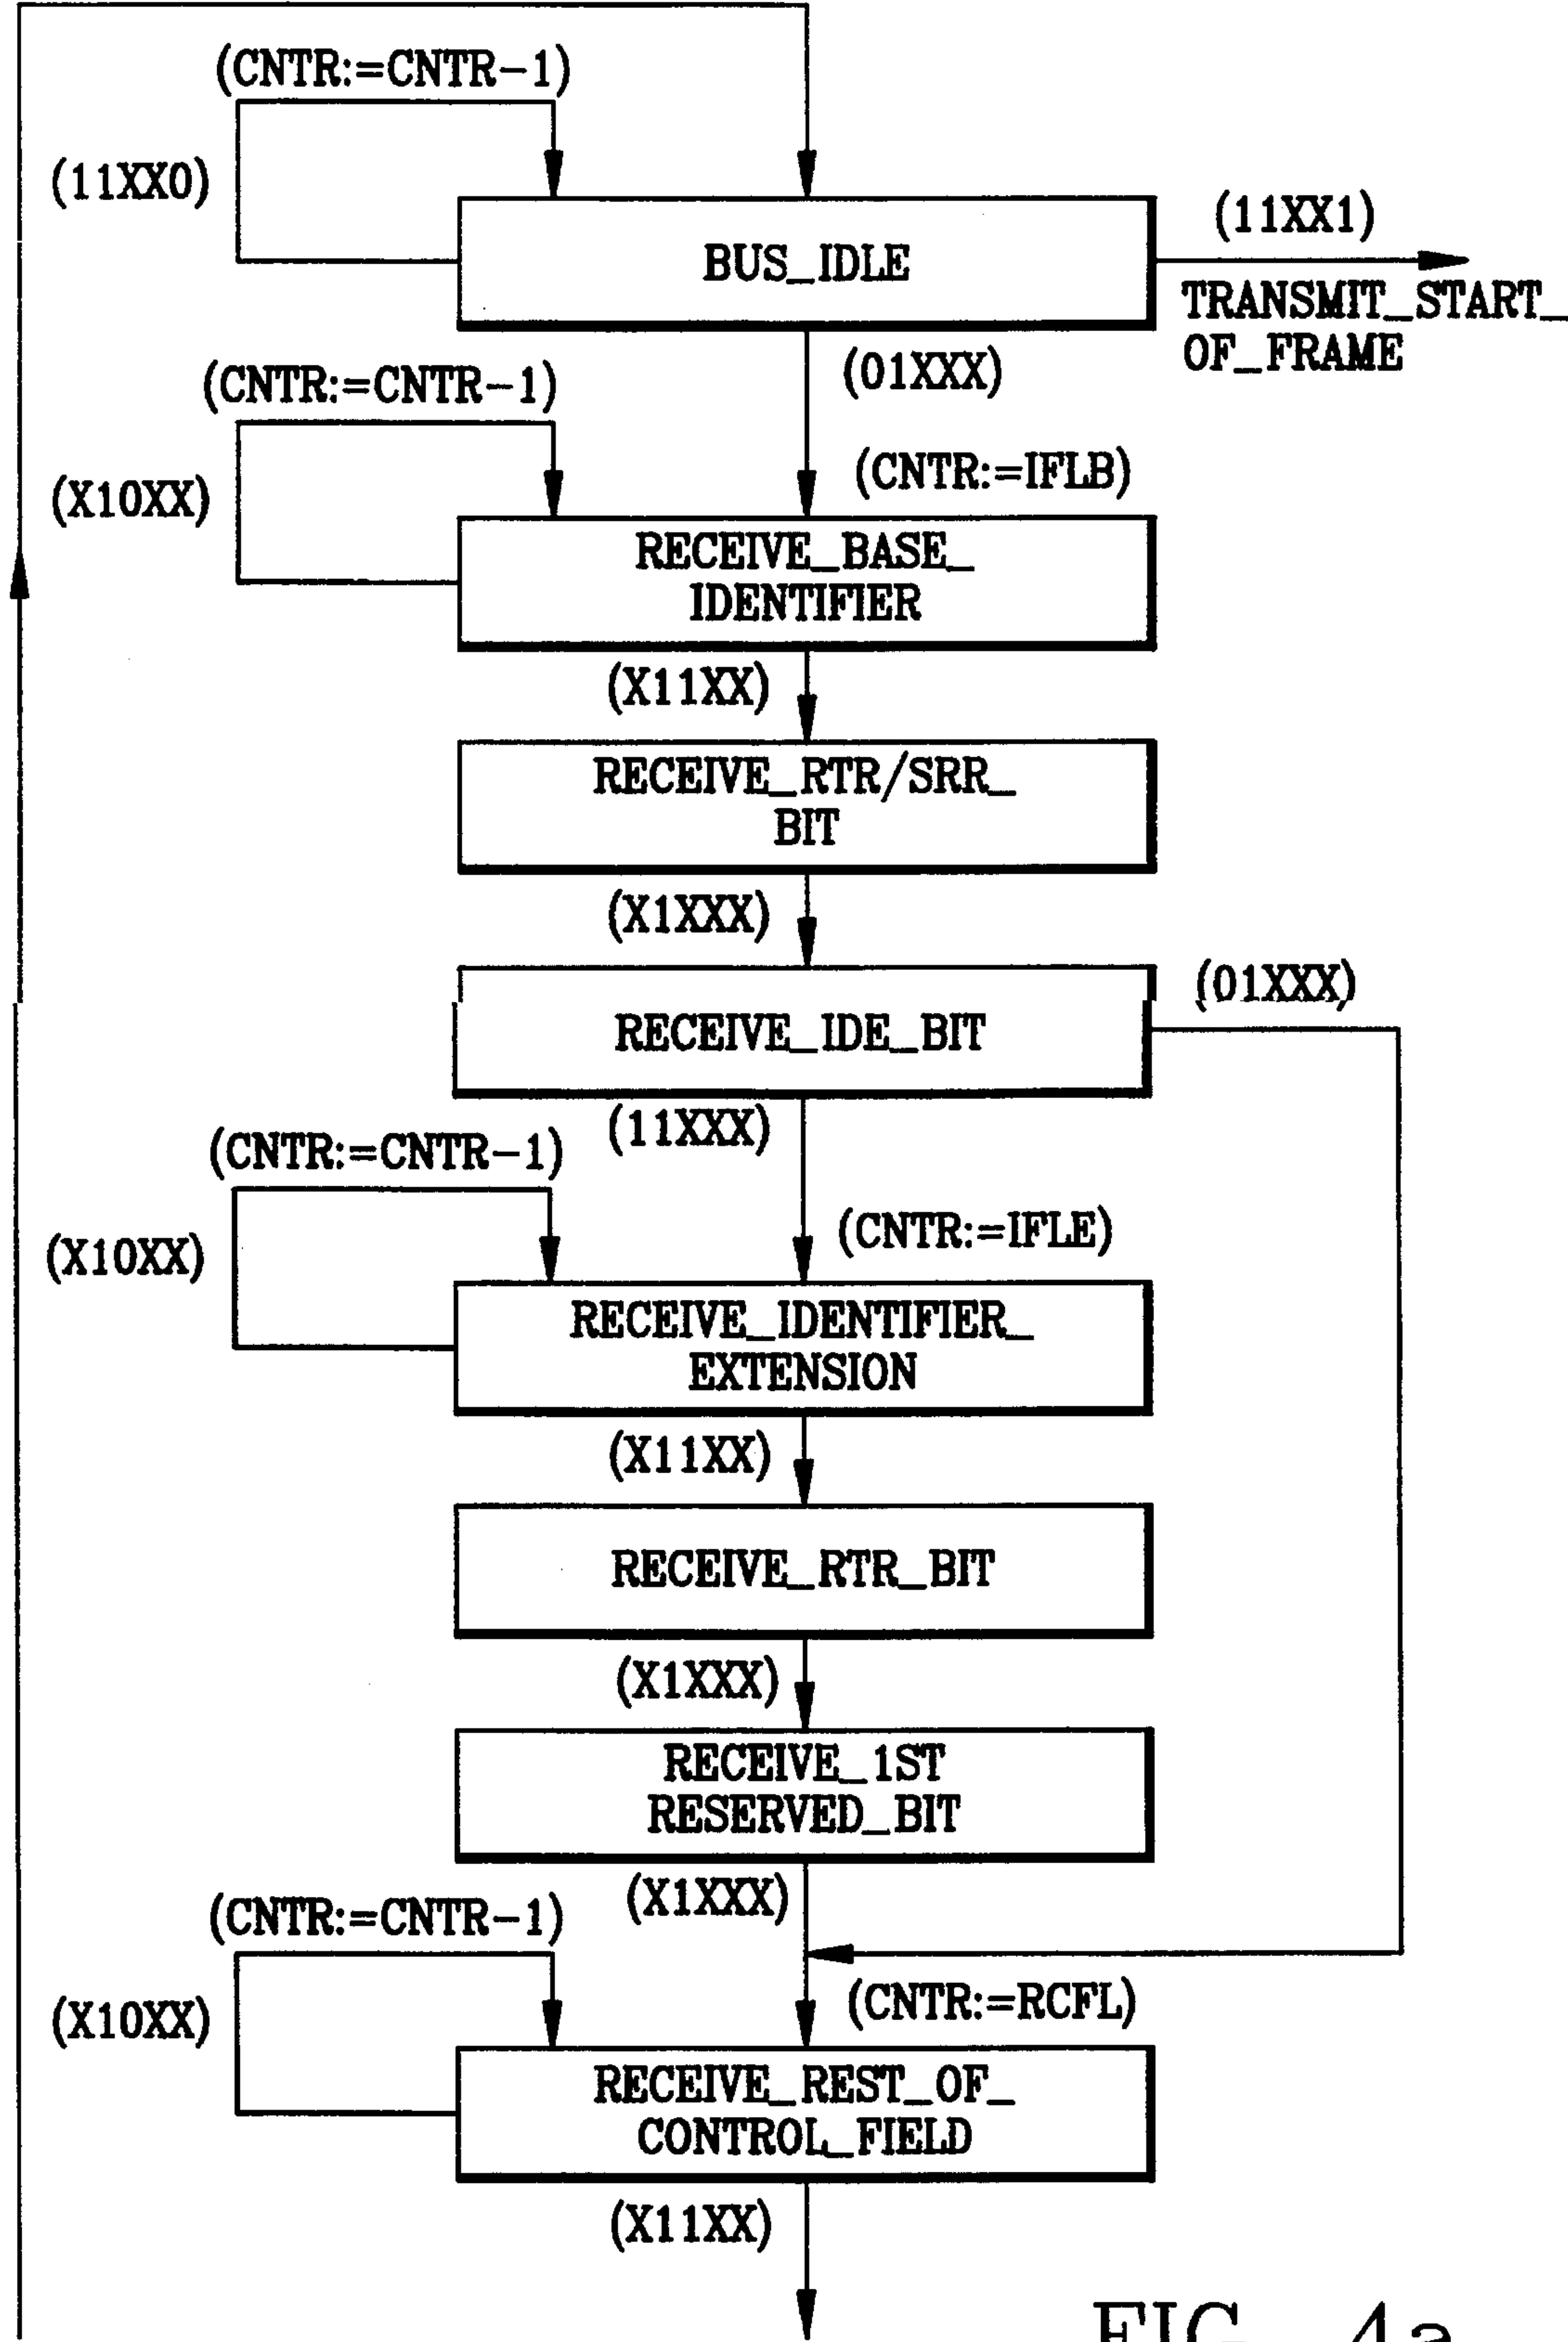 (CNTR:=CNTR-1)
(11XX0)
(11XX1)
BUS_IDLE
TRANSMIT_START_
OF_FRAME
(CNTR:=CNTR-1)
(01XXX)
(X10XX)
(CNTR:=IFLB)
RECEIVE_BASE_
IDENTIFIER
(X11XX)
RECEIVE_RTR/SRR_
BIT
(X1XXX)
(01XXX)
RECEIVE_IDE_BIT
(11XXX)
(CNTR:=CNTR-1)
(X10XX)
(CNTR:=IFLE)
RECEIVE_IDENTIFIER_
EXTENSION
(X11XX)
RECEIVE_RTR_BIT
(X1XXX)
RECEIVE_1ST
RESERVED_BIT
(X1XXX)
(CNTR:=CNTR-1)
(X10XX)
(CNTR:=RCFL)
RECEIVE_REST_OF_
CONTROL_FIELD
(X11XX)
FIG. 4a